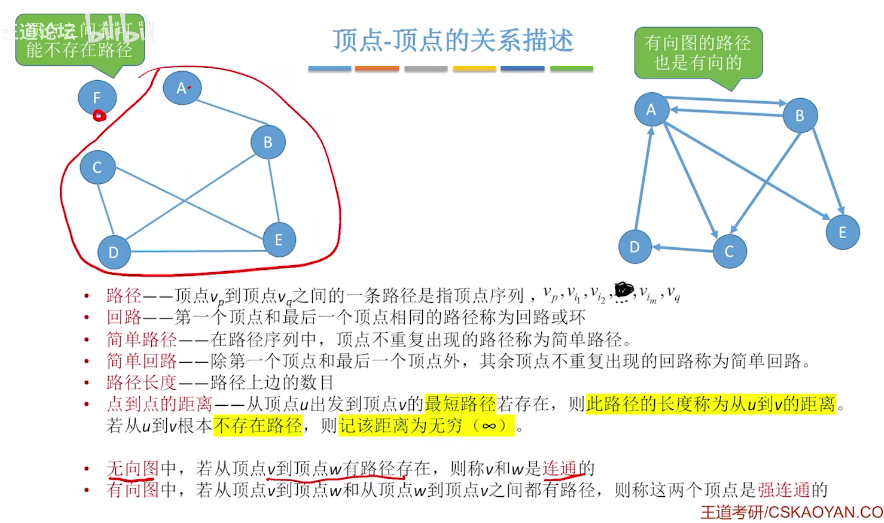 王道论坛
bilibili
能不存在路径
顶点-顶点的关系描述
有向图的路径
也是有向的
F
A
B
C
D
E
A
B
C
D
E
• 路径——顶点vp到顶点vq之间的一条路径是指顶点序列，vp,vi1,vi2,…,vim,vq
• 回路——第一个顶点和最后一个顶点相同的路径称为回路或环
• 简单路径——在路径序列中，顶点不重复出现的路径称为简单路径。
• 简单回路——除第一个顶点和最后一个顶点外，其余顶点不重复出现的回路称为简单回路。
• 路径长度——路径上边的数目
• 点到点的距离——从顶点u出发到顶点v的最短路径若存在，则此路径的长度称为从u到v的距离。
若从u到v根本不存在路径，则记该距离为无穷（∞）。
• 无向图中，若从顶点v到顶点w有路径存在，则称v和w是连通的
• 有向图中，若从顶点v到顶点w和从顶点w到顶点v之间都有路径，则称这两个顶点是强连通的
王道考研/CSKAOYAN.CO